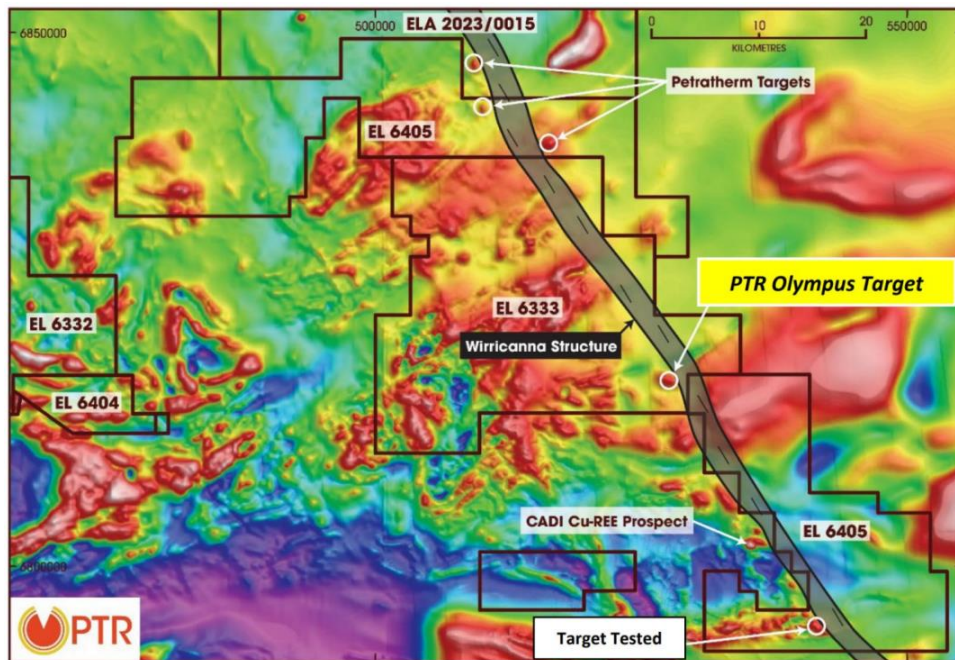 500000
ELA 2023/0015
0
10
20
550000
6850000
KILOMETRES
Petratherm Targets
EL 6405
PTR Olympus Target
EL 6333
EL 6332
Wirricanna Structure
EL 6404
CADI Cu-REE Prospect
EL 6405
6800000
PTR
Target Tested